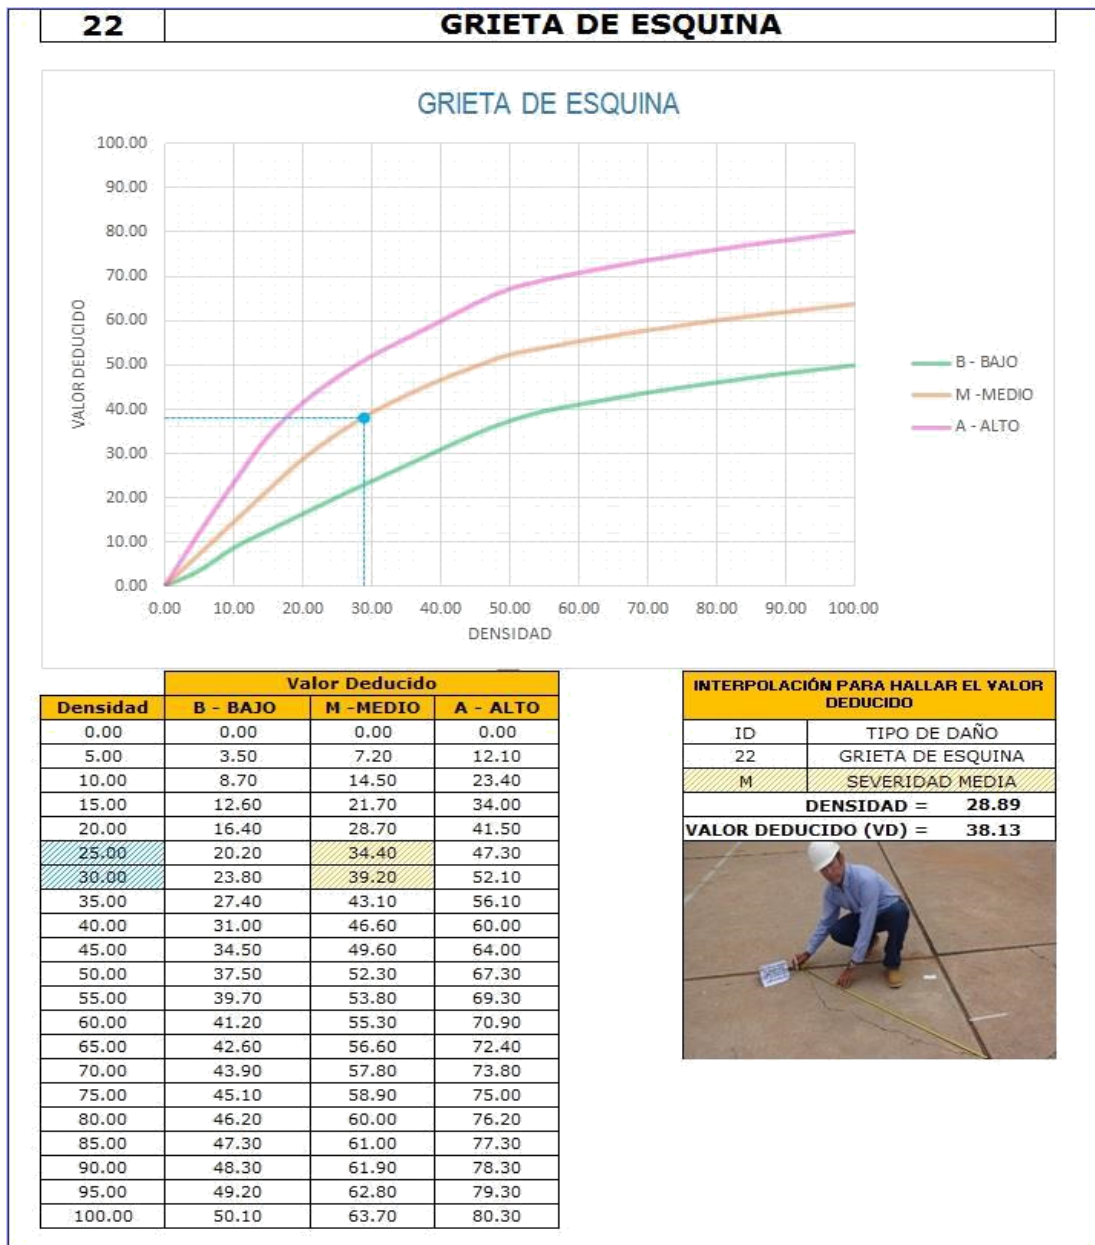 22 GRIETA DE ESQUINA
GRIETA DE ESQUINA
100.00
90.00
80.00
70.00
60.00
50.00
40.00
30.00
20.00
10.00
0.00
VALOR DEDUCIDO
0.00 10.00 20.00 30.00 40.00 50.00 60.00 70.00 80.00 90.00 100.00
DENSIDAD
B - BAJO
M -MEDIO
A - ALTO
Valor Deducido
Densidad B - BAJO M -MEDIO A - ALTO
0.00 0.00 0.00 0.00
5.00 3.50 7.20 12.10
10.00 8.70 14.50 23.40
15.00 12.60 21.70 34.00
20.00 16.40 28.70 41.50
25.00 20.20 34.40 47.30
30.00 23.80 39.20 52.10
35.00 27.40 43.10 56.10
40.00 31.00 46.60 60.00
45.00 34.50 49.60 64.00
50.00 37.50 52.30 67.30
55.00 39.70 53.80 69.30
60.00 41.20 55.30 70.90
65.00 42.60 56.60 72.40
70.00 43.90 57.80 73.80
75.00 45.10 58.90 75.00
80.00 46.20 60.00 76.20
85.00 47.30 61.00 77.30
90.00 48.30 61.90 78.30
95.00 49.20 62.80 79.30
100.00 50.10 63.70 80.30
INTERPOLACIÓN PARA HALLAR EL VALOR
DEDUCIDO
ID TIPO DE DAÑO
22 GRIETA DE ESQUINA
M SEVERIDAD MEDIA
DENSIDAD = 28.89
VALOR DEDUCIDO (VD) = 38.13